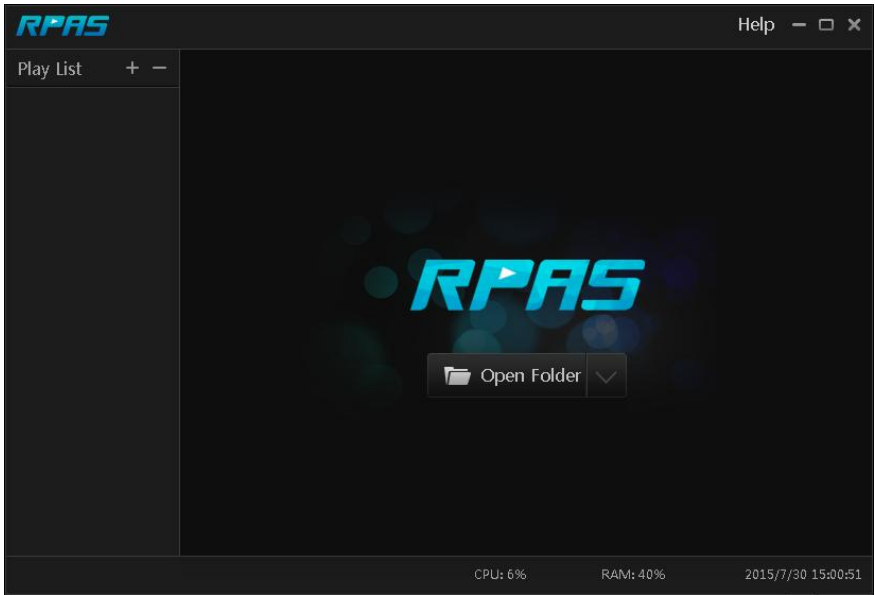 RPAS
Help
Play List
RPAS
Open Folder
CPU: 6% RAM: 40% 2015/7/30 15:00:51